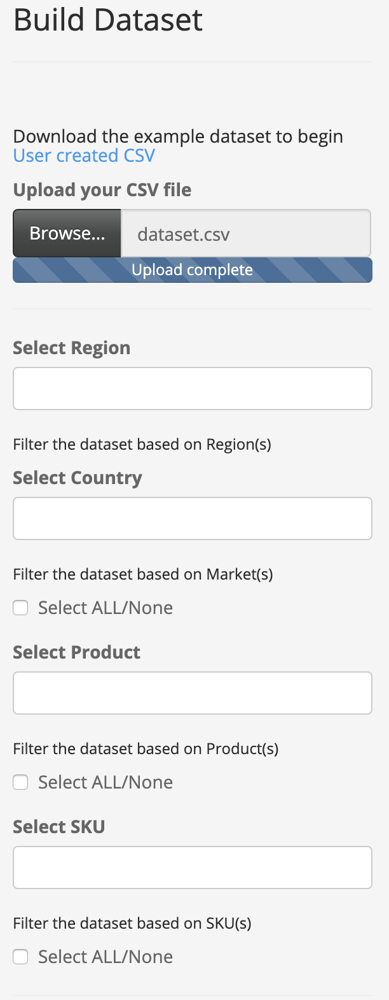 Build Dataset
Download the example dataset to begin
User created CSV
Upload your CSV file
Browse...
dataset.csv
Upload complete
Select Region
Filter the dataset based on Region(s)
Select Country
Filter the dataset based on Market(s)
Select ALL/None
Select Product
Filter the dataset based on Product(s)
Select ALL/None
Select SKU
Filter the dataset based on SKU(s)
Select ALL/None